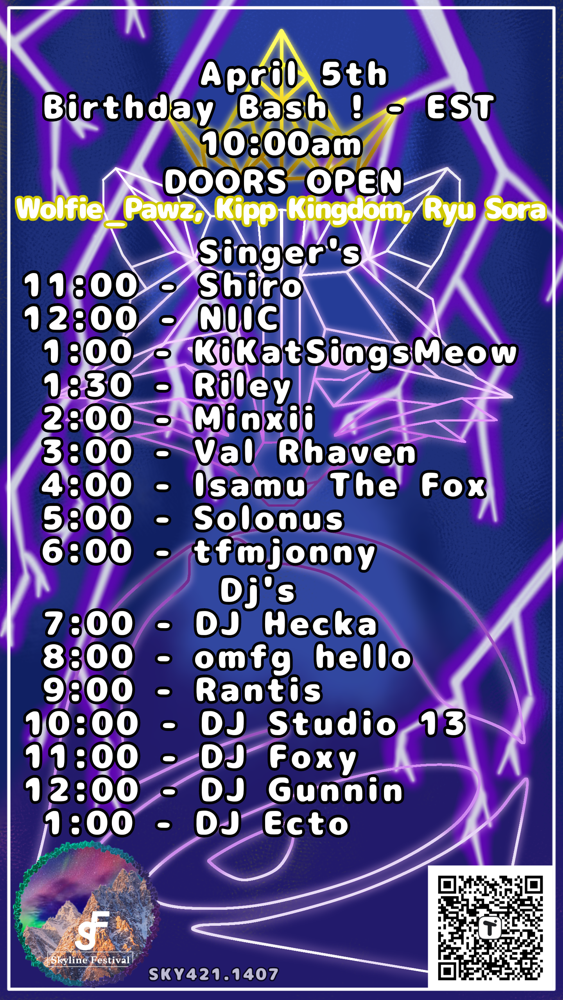 April 5th
Birthday Bash ! - EST
10:00am
DOORS OPEN
Wolfie_Pawz, Kipp Kingdom, Ryu Sora
Singer's
11:00 - Shiro
12:00 - NIIC
1:00 - KiKatSingsMeow
1:30 - Riley
2:00 - Minxii
3:00 - Val Rhaven
4:00 - Isamu The Fox
5:00 - Solonus
6:00 - tfmjonny
Dj's
7:00 - DJ Hecka
8:00 - omfg hello
9:00 - Rantis
10:00 - DJ Studio 13
11:00 - DJ Foxy
12:00 - DJ Gunnin
1:00 - DJ Ecto
SF
Skyline Festival
SKY421.1407
T